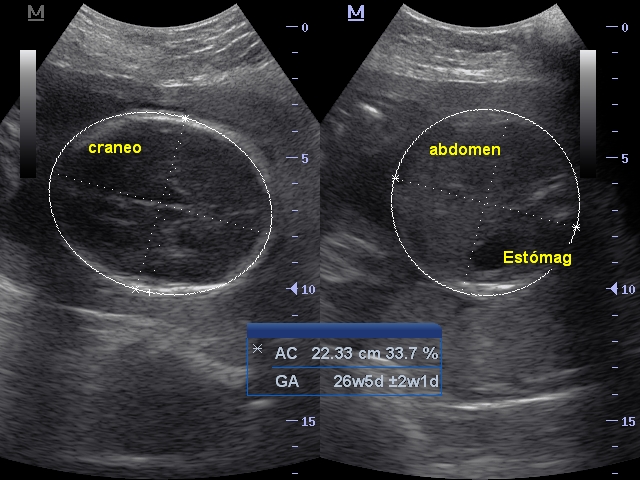 M
M
0
0
craneo
abdomen
5
5
Estómag
10
10
AC 22.33 cm 33.7 %
GA 26w5d ±2w1d
15
15